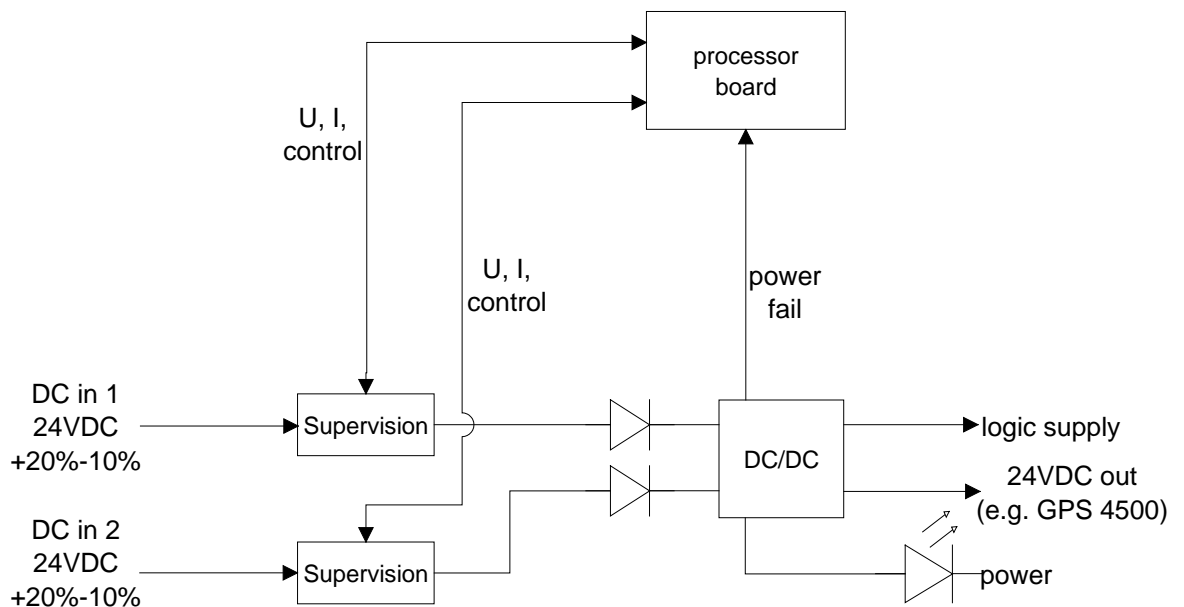 processor
board
U, I,
control
U, I,
control
power
fail
DC in 1
24VDC
+20%-10%
Supervision
DC/DC
logic supply
24VDC out
(e.g. GPS 4500)
DC in 2
24VDC
+20%-10%
Supervision
power